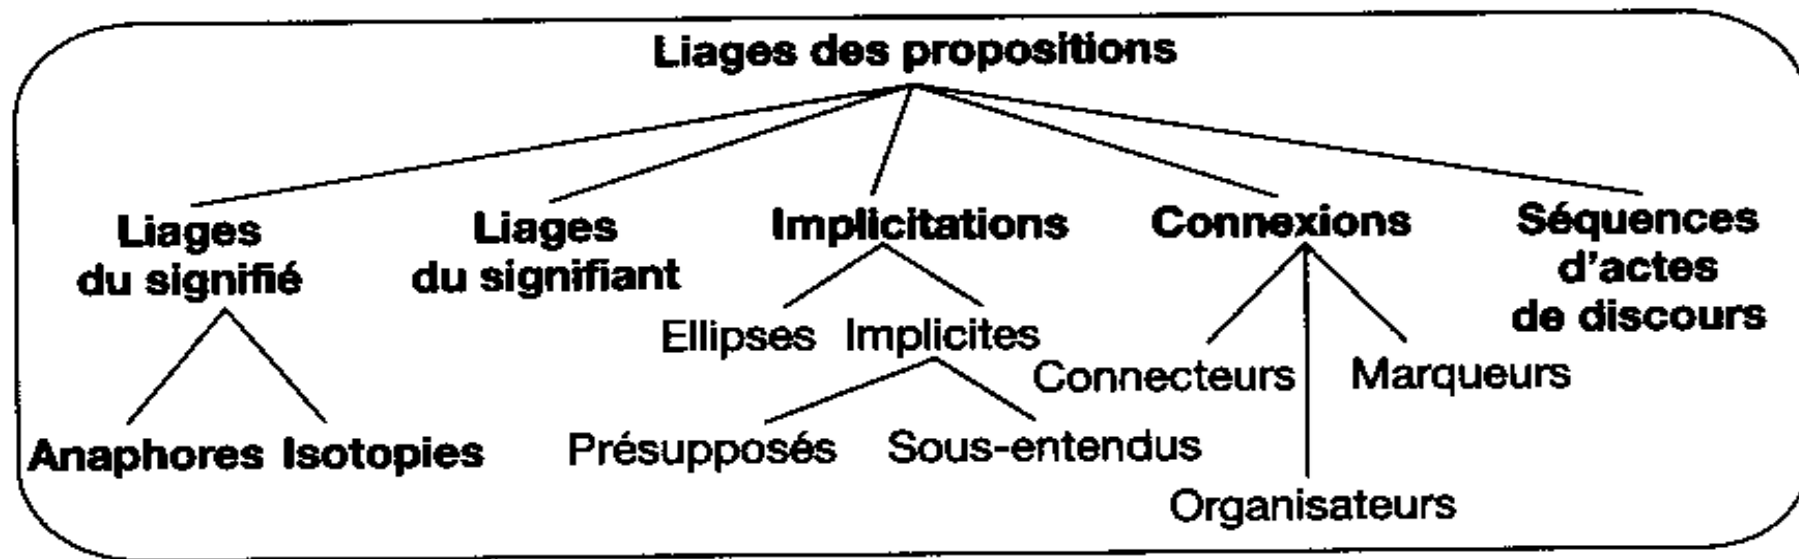 Liages des propositions
Liages
du signifié
Liages
du signifiant
Implicitations
Connexions
Séquences
d'actes
de discours
Ellipses
Implicites
Connecteurs
Marqueurs
Anaphores
Isotopies
Présupposés
Sous-entendus
Organisateurs